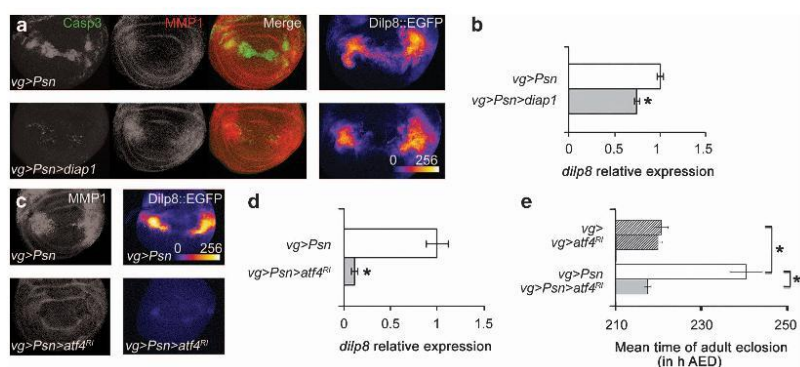 a
Casp3 MMP1 Merge Dilp8::EGFP
vg>Psn
vg>Psn>diap1
0 256
b
vg>Psn
vg>Psn>diap1
*
0 0.5 1 1.5
dilp8 relative expression
c
MMP1 Dilp8::EGFP
0 256
vg>Psn vg>Psn
vg>Psn>atf4RI vg>Psn>atf4RI
d
vg>Psn
vg>Psn>atf4RI
*
0 0.5 1 1.5
dilp8 relative expression
e
vg>
vg>atf4RI
vg>Psn
vg>Psn>atf4RI
*
*
210 230 250
Mean time of adult eclosion
(in h AED)